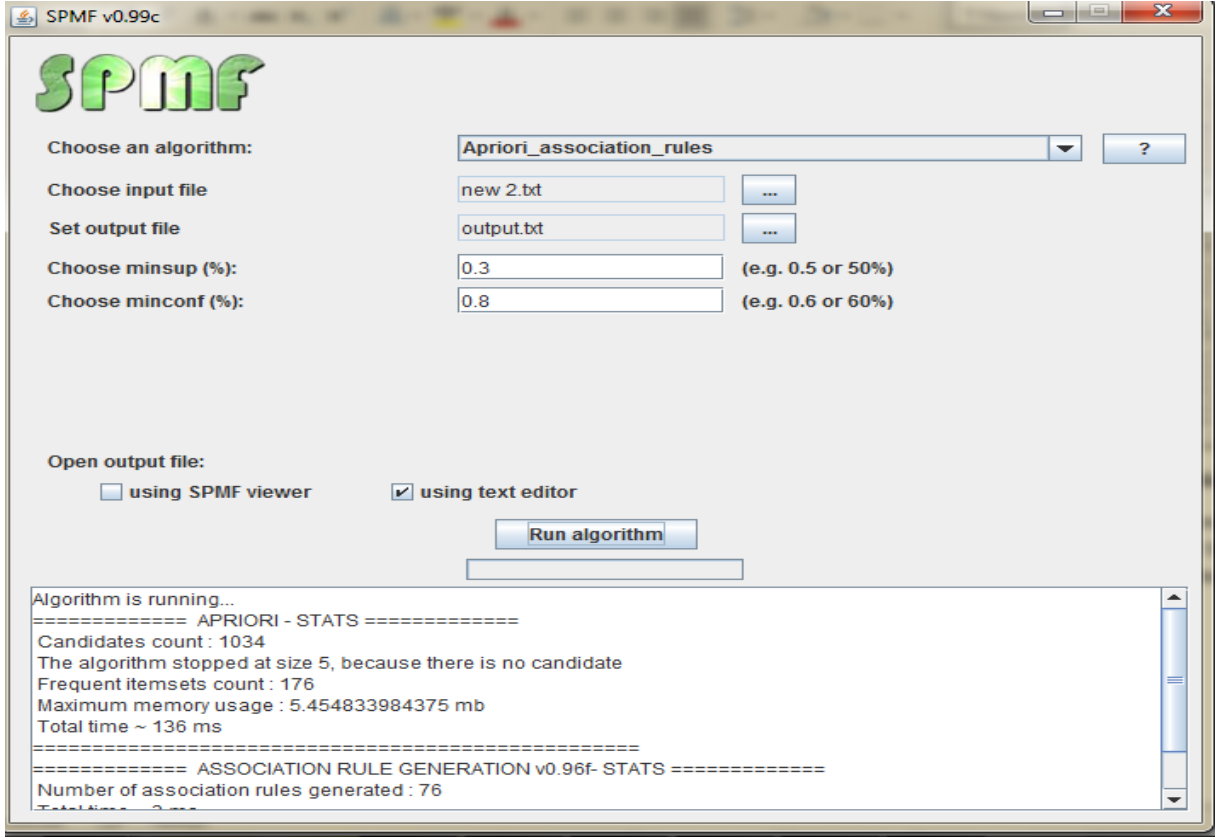 SPMF v0.99c
SPMF
Choose an algorithm: Apriori_association_rules ?
Choose input file new 2.txt ...
Set output file output.txt ...
Choose minsup (%): 0.3 (e.g. 0.5 or 50%)
Choose minconf (%): 0.8 (e.g. 0.6 or 60%)
Open output file:
using SPMF viewer using text editor
Run algorithm
Algorithm is running...
============= APRIORI - STATS =============
Candidates count : 1034
The algorithm stopped at size 5, because there is no candidate
Frequent itemsets count : 176
Maximum memory usage : 5.454833984375 mb
Total time ~ 136 ms
===================================================
============= ASSOCIATION RULE GENERATION v0.96f- STATS =============
Number of association rules generated : 76
Total time ~